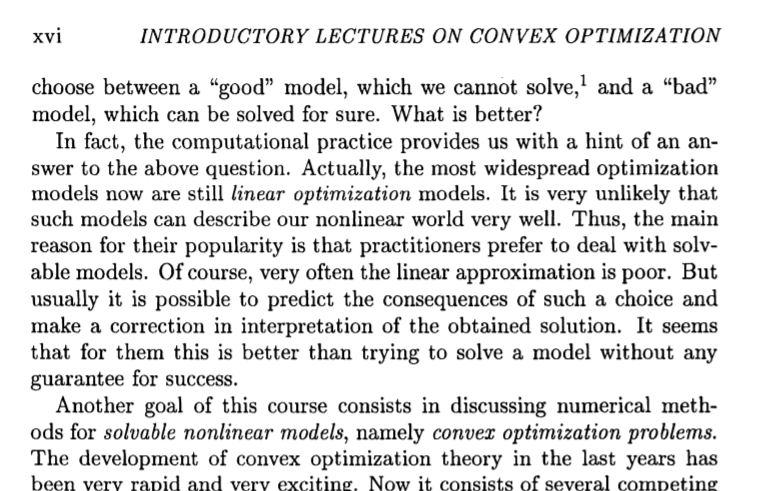 xvi INTRODUCTORY LECTURES ON CONVEX OPTIMIZATION
choose between a “good” model, which we cannot solve,¹ and a “bad”
model, which can be solved for sure. What is better?
In fact, the computational practice provides us with a hint of an an-
swer to the above question. Actually, the most widespread optimization
models now are still linear optimization models. It is very unlikely that
such models can describe our nonlinear world very well. Thus, the main
reason for their popularity is that practitioners prefer to deal with solv-
able models. Of course, very often the linear approximation is poor. But
usually it is possible to predict the consequences of such a choice and
make a correction in interpretation of the obtained solution. It seems
that for them this is better than trying to solve a model without any
guarantee for success.
Another goal of this course consists in discussing numerical meth-
ods for solvable nonlinear models, namely convex optimization problems.
The development of convex optimization theory in the last years has
been very rapid and very exciting. Now it consists of several competing